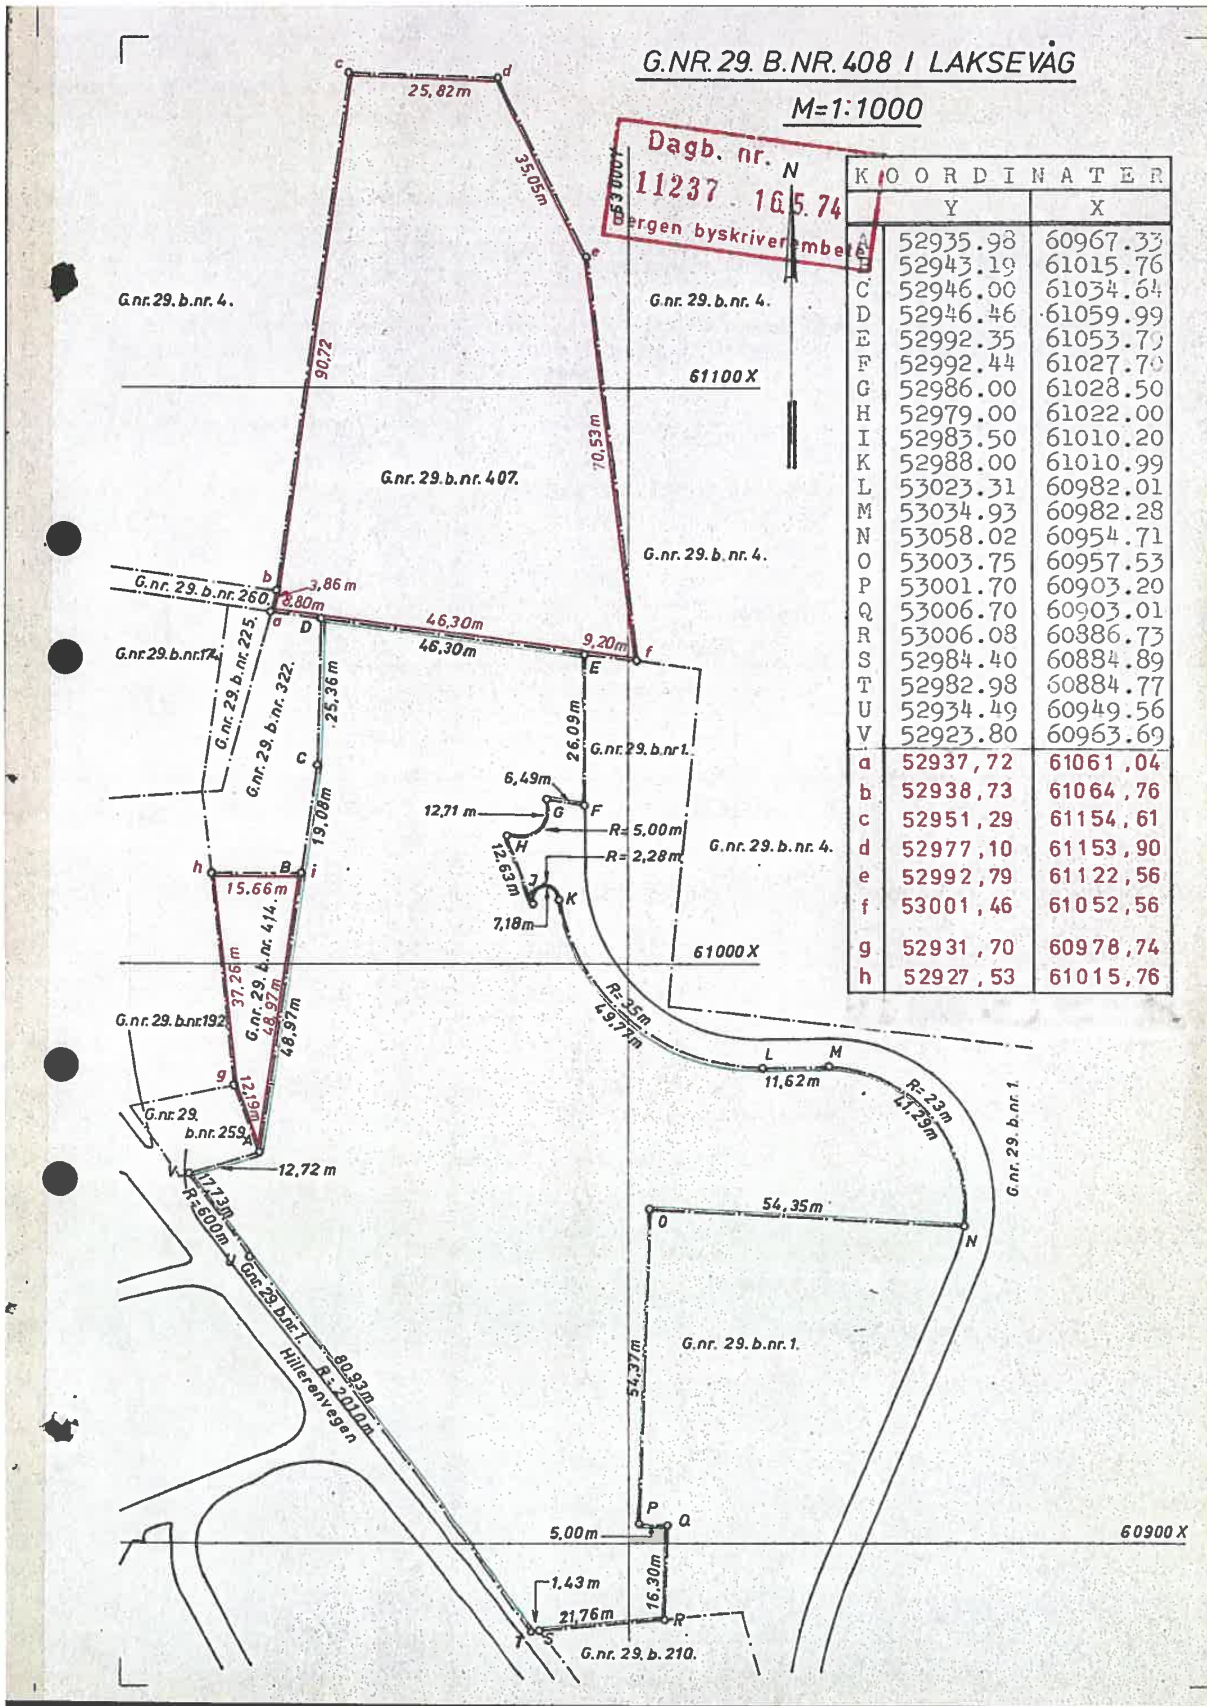 G.NR. 29. B.NR. 408 I LAKSEVÅG
M=1:1000
Dagb. nr.
11237 16.5.74
Bergen byskriverembete
53000Y
N
KOORDINATER
Y X
A 52935.98 60967.33
B 52943.19 61015.76
C 52946.00 61034.64
D 52946.46 61059.99
E 52992.35 61053.79
F 52992.44 61027.70
G 52986.00 61028.50
H 52979.00 61022.00
I 52983.50 61010.20
K 52988.00 61010.99
L 53023.31 60982.01
M 53034.93 60982.28
N 53058.02 60954.71
O 53003.75 60957.53
P 53001.70 60903.20
Q 53006.70 60903.01
R 53006.08 60886.73
S 52984.40 60884.89
T 52982.98 60884.77
U 52934.49 60949.56
V 52923.80 60963.69
a 52937,72 61061,04
b 52938,73 61064,76
c 52951,29 61154,61
d 52977,10 61153,90
e 52992,79 61122,56
f 53001,46 61052,56
g 52931,70 60978,74
h 52927,53 61015,76
c
d
25,82m
35,05m
e
G.nr. 29. b.nr. 4.
G.nr. 29. b.nr. 4.
90,72
61100X
70,53m
G.nr. 29. b.nr. 407.
G.nr. 29. b.nr. 4.
b
3,86 m
G.nr. 29. b.nr. 260.
8,80m
a
D
46,30m
46,30m
9,20m
f
E
G.nr. 29. b.nr. 174
G.nr. 29. b.nr. 225.
G.nr. 29. b.nr. 322.
25,36m
26,09m
G.nr. 29. b.nr 1.
C
6,49m
12,71 m
G
F
19,08m
H
R= 5,00m
R= 2,28m
G.nr. 29. b.nr. 4.
12,63m
h
B
i
15,66m
J
K
7,18m
61000X
37,26m
G.nr. 29. b.nr. 414.
48,97m
48,97m
R= 35m
49,77m
G.nr. 29. b.nr. 192
g
12,19m
L
M
11,62m
R= 23m
41,29m
G.nr. 29.
b.nr. 259
A
V
12,72 m
G.nr. 29. b.nr. 1.
17,73m
R= 600m
O
54,35m
N
G.nr. 29. b.nr. 1.
Hillerenvegen
80,93m
R= 2010m
54,37m
G.nr. 29. b.nr. 1.
P
Q
5,00m
60900X
1,43 m
16,30m
21,76m
R
T
S
G.nr. 29. b. 210.